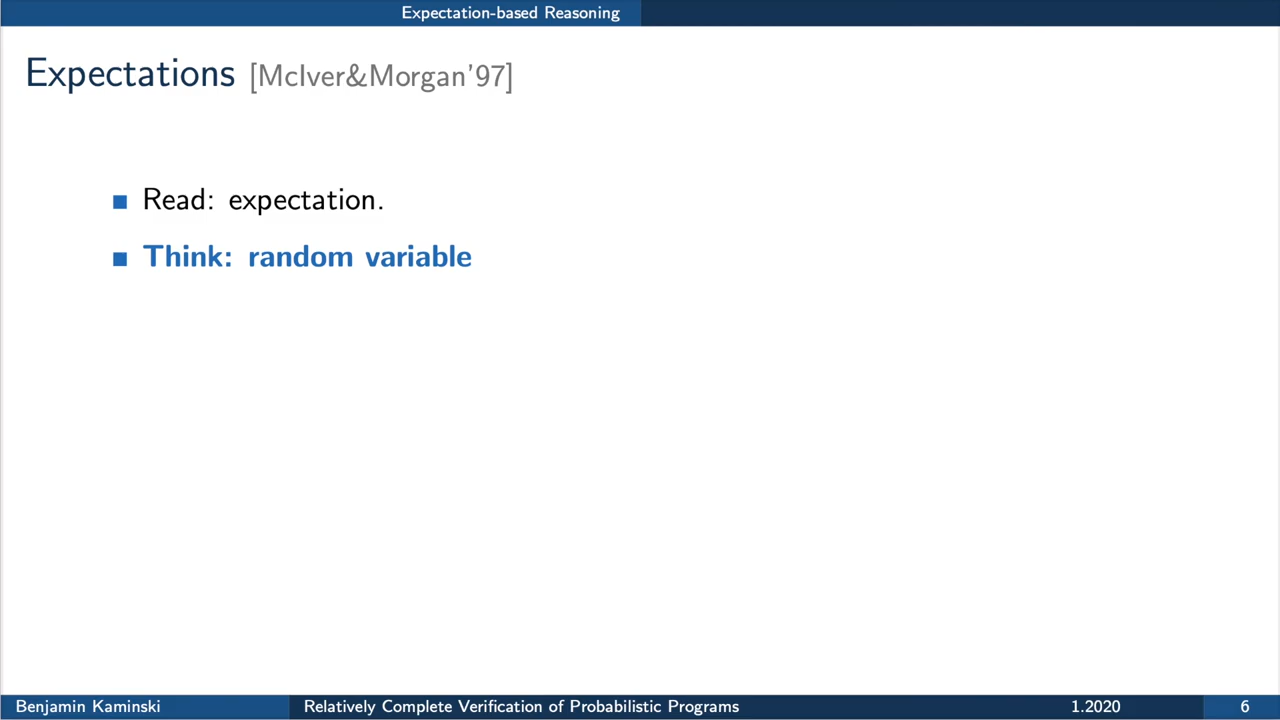 Expectation-based Reasoning
Expectations [McIver&Morgan’97]
Read: expectation.
Think: random variable
Benjamin Kaminski Relatively Complete Verification of Probabilistic Programs 1.2020 6